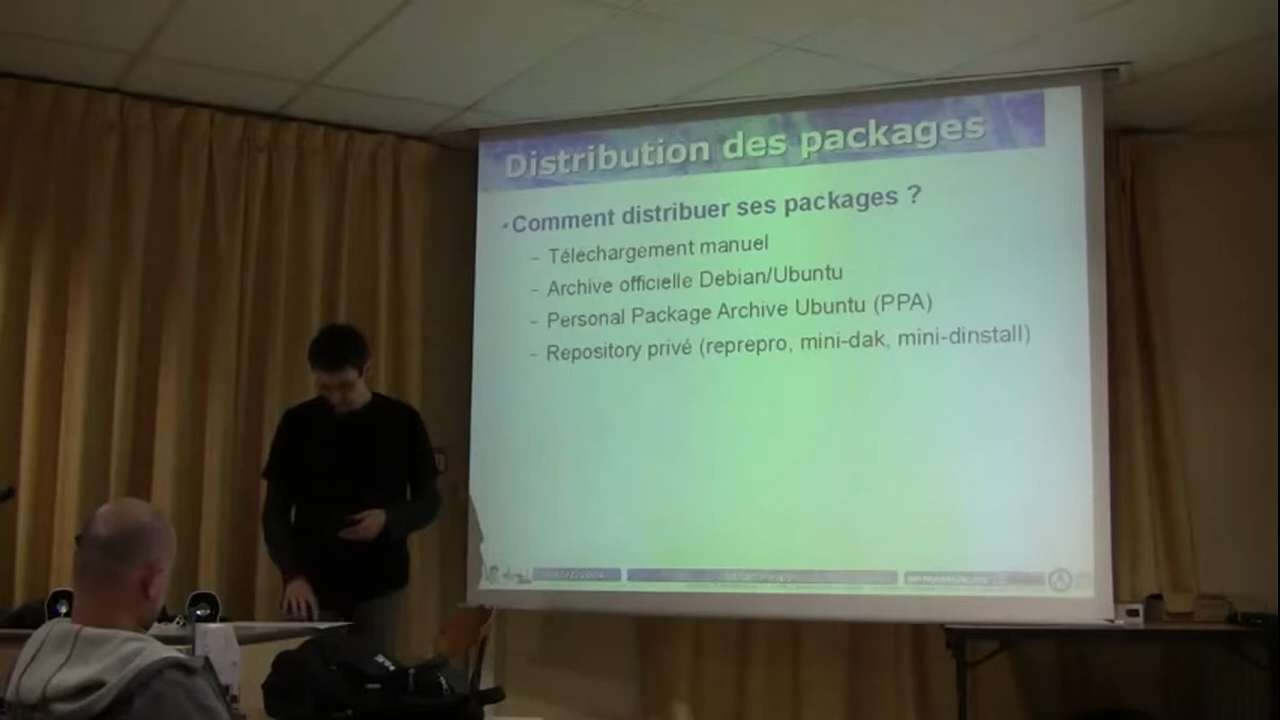 Distribution des packages
•Comment distribuer ses packages ?
– Téléchargement manuel
– Archive officielle Debian/Ubuntu
– Personal Package Archive Ubuntu (PPA)
– Repository privé (reprepro, mini-dak, mini-dinstall)